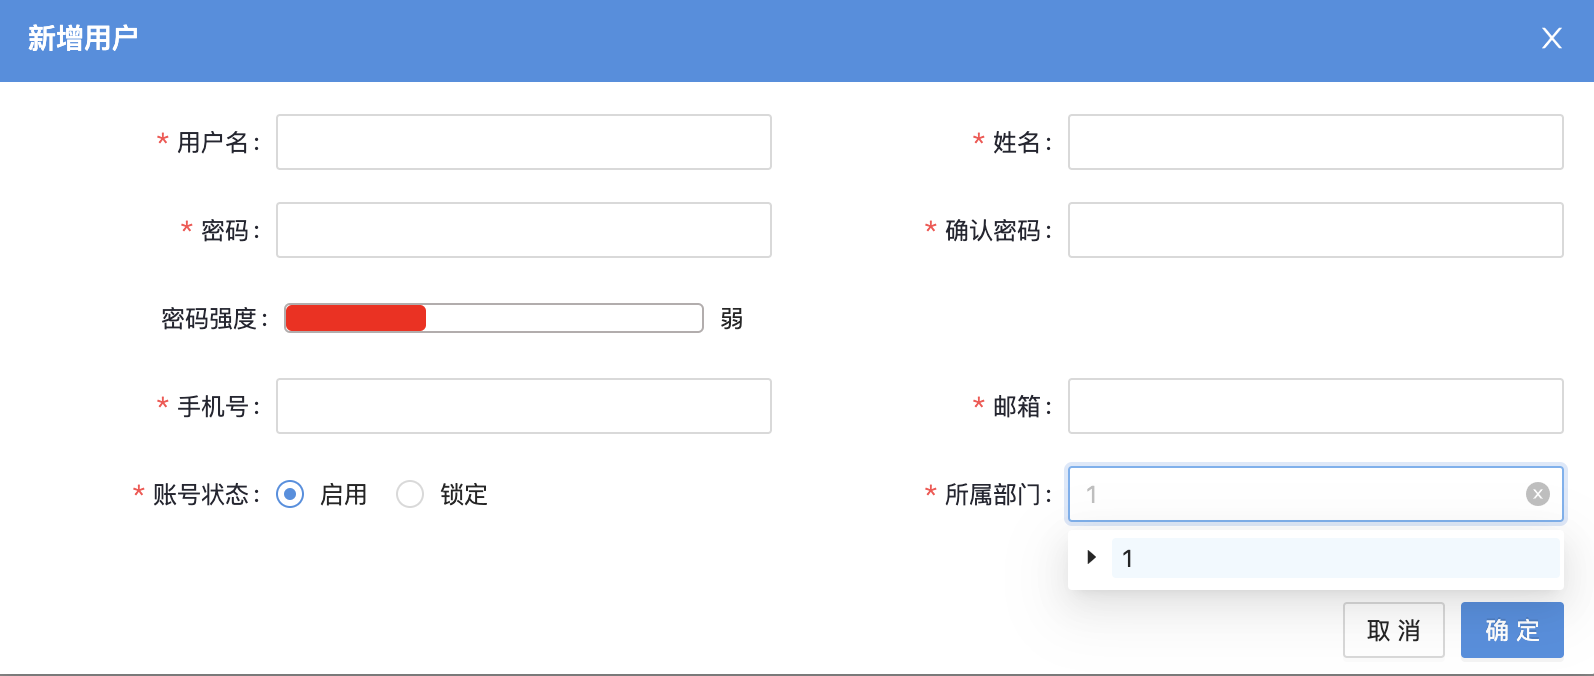 新增用户
* 用户名：
* 姓名：
* 密码：
* 确认密码：
密码强度： 弱
* 手机号：
* 邮箱：
* 账号状态： 启用 锁定
* 所属部门： 1
1
取 消 确 定